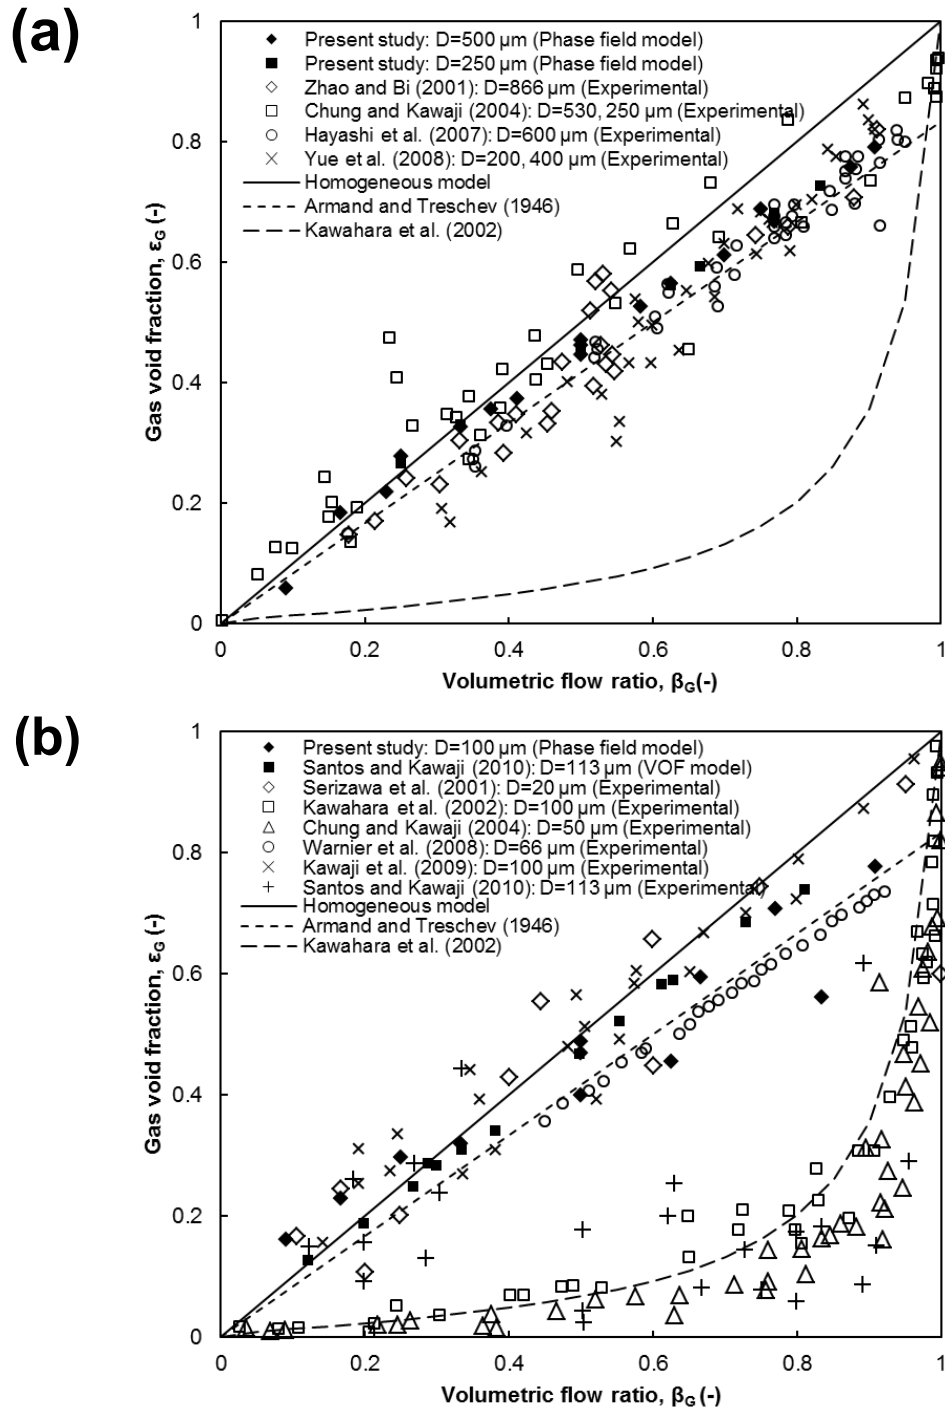 (a)
1
0.8
0.6
0.4
0.2
0
Gas void fraction, εG (-)
Present study: D=500 µm (Phase field model)
Present study: D=250 µm (Phase field model)
Zhao and Bi (2001): D=866 µm (Experimental)
Chung and Kawaji (2004): D=530, 250 µm (Experimental)
Hayashi et al. (2007): D=600 µm (Experimental)
Yue et al. (2008): D=200, 400 µm (Experimental)
Homogeneous model
Armand and Treschev (1946)
Kawahara et al. (2002)
0 0.2 0.4 0.6 0.8 1
Volumetric flow ratio, βG(-)
(b)
1
0.8
0.6
0.4
0.2
0
Gas void fraction, εG (-)
Present study: D=100 µm (Phase field model)
Santos and Kawaji (2010): D=113 µm (VOF model)
Serizawa et al. (2001): D=20 µm (Experimental)
Kawahara et al. (2002): D=100 µm (Experimental)
Chung and Kawaji (2004): D=50 µm (Experimental)
Warnier et al. (2008): D=66 µm (Experimental)
Kawaji et al. (2009): D=100 µm (Experimental)
Santos and Kawaji (2010): D=113 µm (Experimental)
Homogeneous model
Armand and Treschev (1946)
Kawahara et al. (2002)
0 0.2 0.4 0.6 0.8 1
Volumetric flow ratio, βG (-)